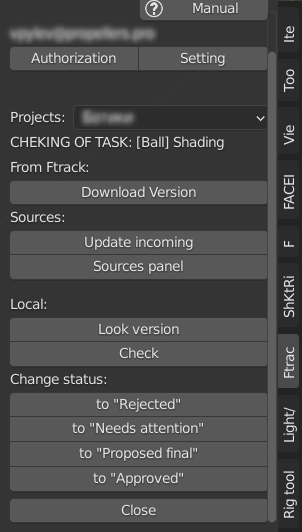 ? Manual
Authorization Setting
Projects:
CHEKING OF TASK: [Ball] Shading
From Ftrack:
Download Version
Sources:
Update incoming
Sources panel
Local:
Look version
Check
Change status:
to "Rejected"
to "Needs attention"
to "Proposed final"
to "Approved"
Close
Ite
Too
Vie
FACEI
F
ShKtRi
Ftrac
Light/
Rig tool